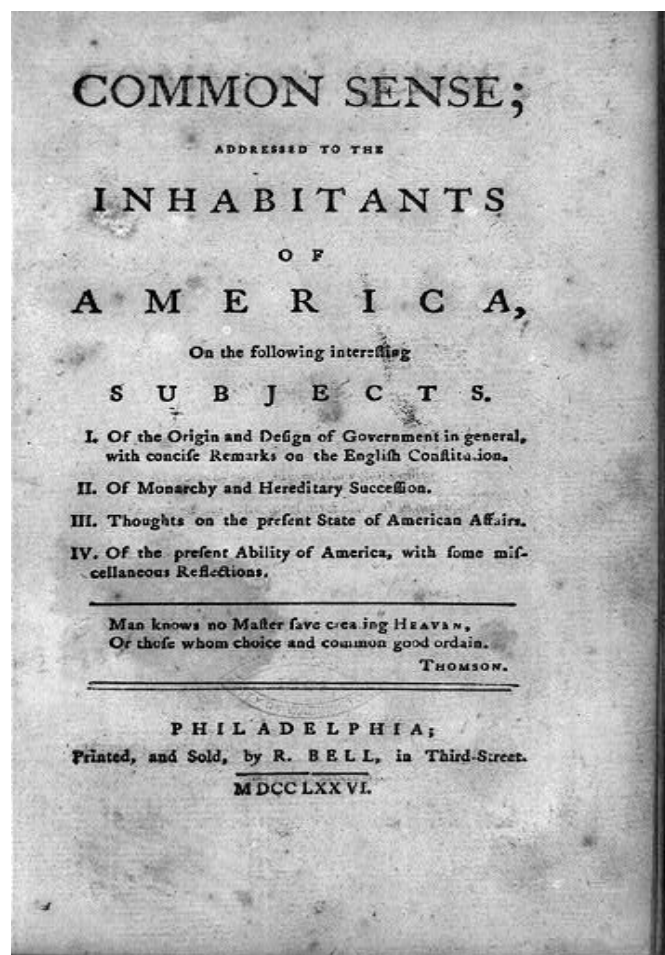 COMMON SENSE;
ADDRESSED TO THE
INHABITANTS
OF
AMERICA,
On the following intereſting
SUBJECTS.
I. Of the Origin and Deſign of Government in general,
with conciſe Remarks on the Engliſh Conſtitution.
II. Of Monarchy and Hereditary Succeſſion.
III. Thoughts on the preſent State of American Affairs.
IV. Of the preſent Ability of America, with ſome miſ-
cellaneous Reflections.
Man knows no Maſter ſave creating HEAVEN,
Or thoſe whom choice and common good ordain.
THOMSON.
PHILADELPHIA;
Printed, and Sold, by R. BELL, in Third-Street.
MDCCLXXVI.